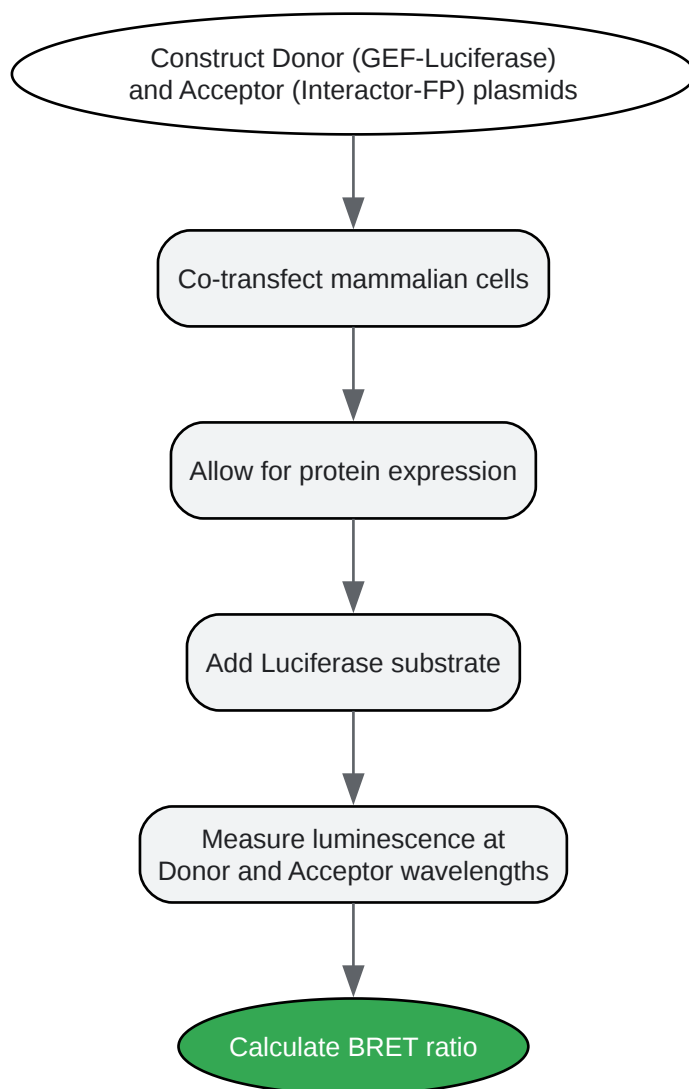 Construct Donor (GEF-Luciferase)
and Acceptor (Interactor-FP) plasmids
Co-transfect mammalian cells
Allow for protein expression
Add Luciferase substrate
Measure luminescence at
Donor and Acceptor wavelengths
Calculate BRET ratio